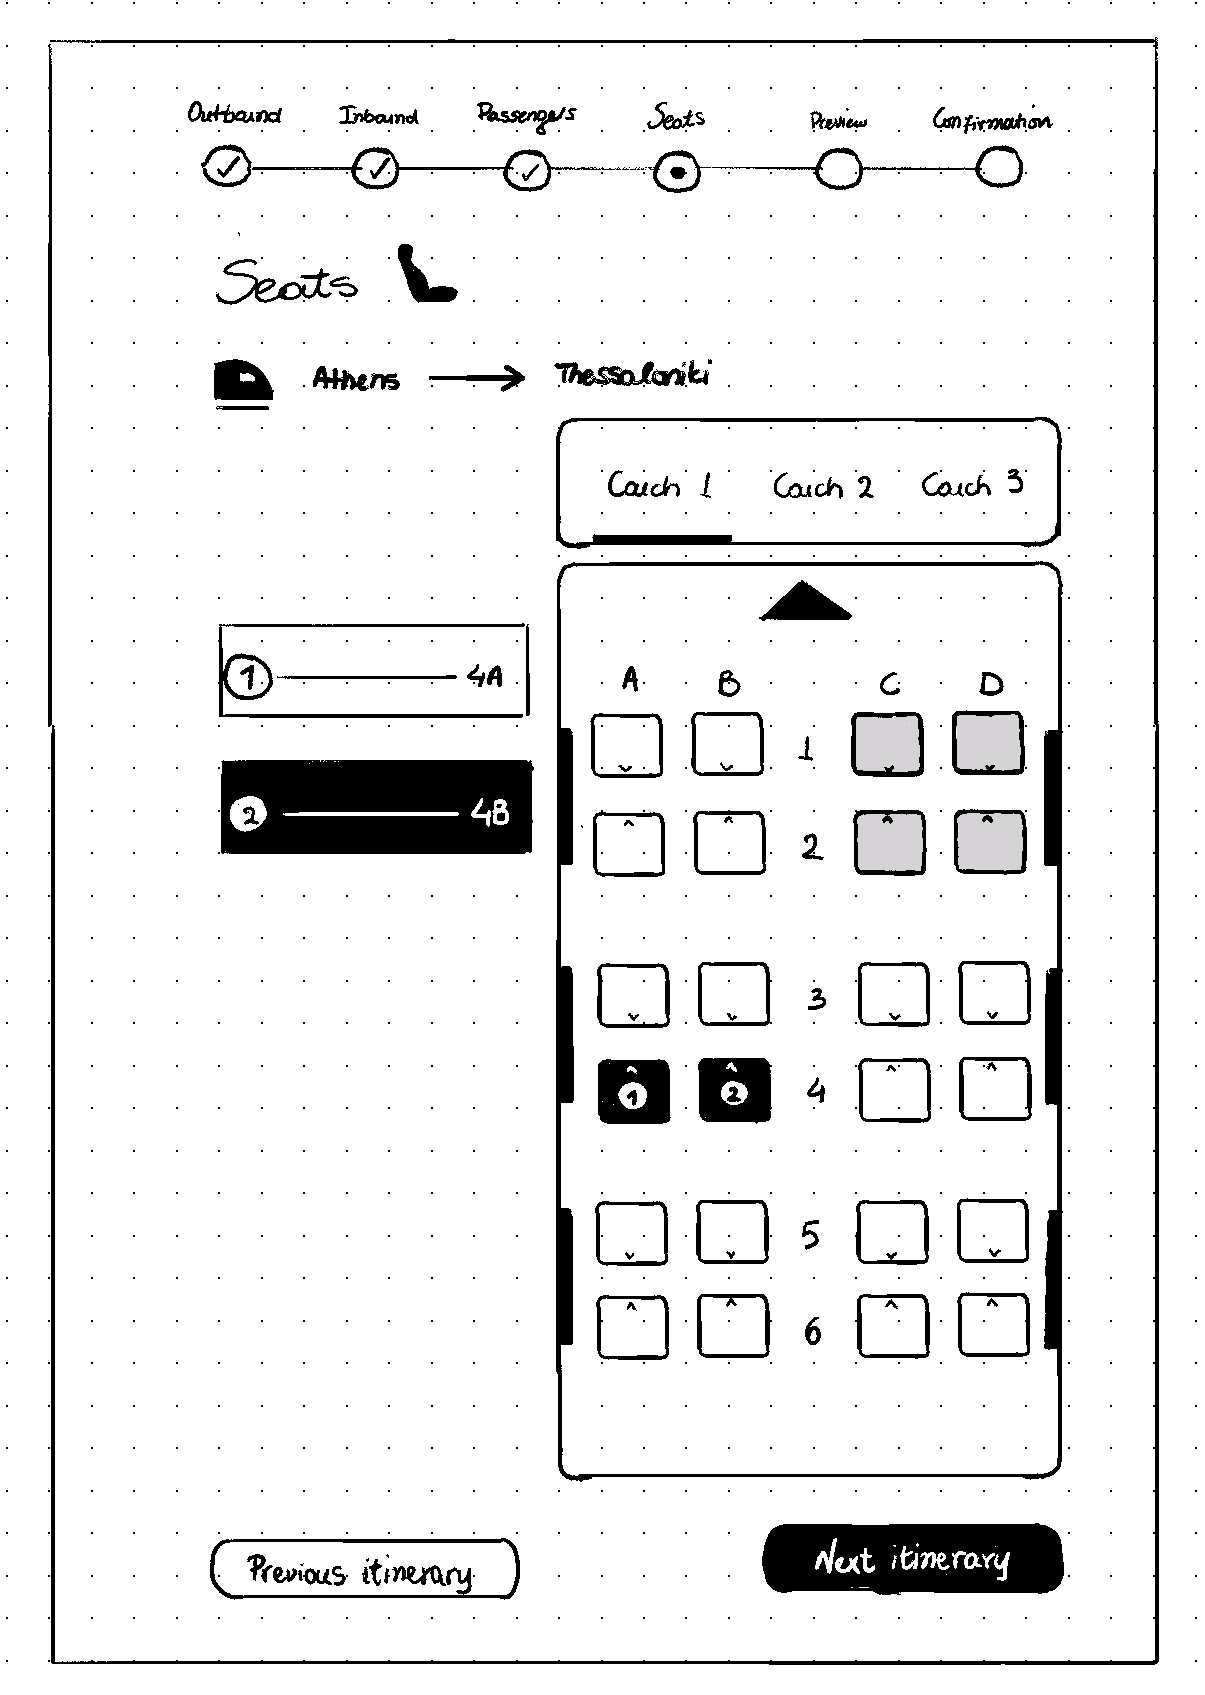 Outbound Inbound Passengers Seats Preview Confirmation
Seats
Athens Thessaloniki
Coach 1 Coach 2 Coach 3
A B C D
1 4A
1
2 4B
2
3
1 2 4
5
6
Previous itinerary Next itinerary